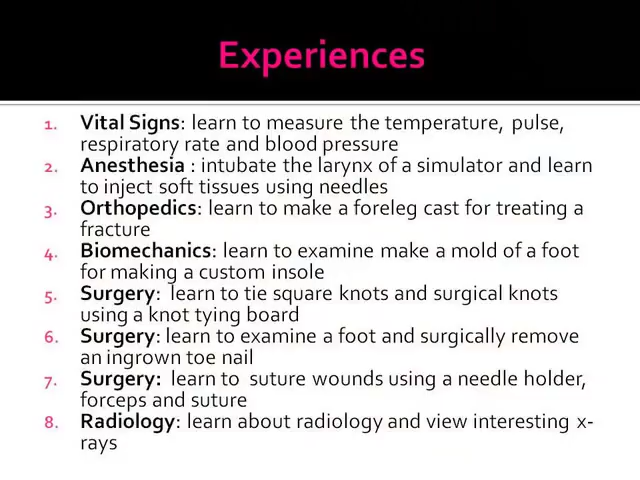 Experiences
1. Vital Signs: learn to measure the temperature, pulse,
respiratory rate and blood pressure
2. Anesthesia : intubate the larynx of a simulator and learn
to inject soft tissues using needles
3. Orthopedics: learn to make a foreleg cast for treating a
fracture
4. Biomechanics: learn to examine make a mold of a foot
for making a custom insole
5. Surgery: learn to tie square knots and surgical knots
using a knot tying board
6. Surgery: learn to examine a foot and surgically remove
an ingrown toe nail
7. Surgery: learn to suture wounds using a needle holder,
forceps and suture
8. Radiology: learn about radiology and view interesting x-
rays